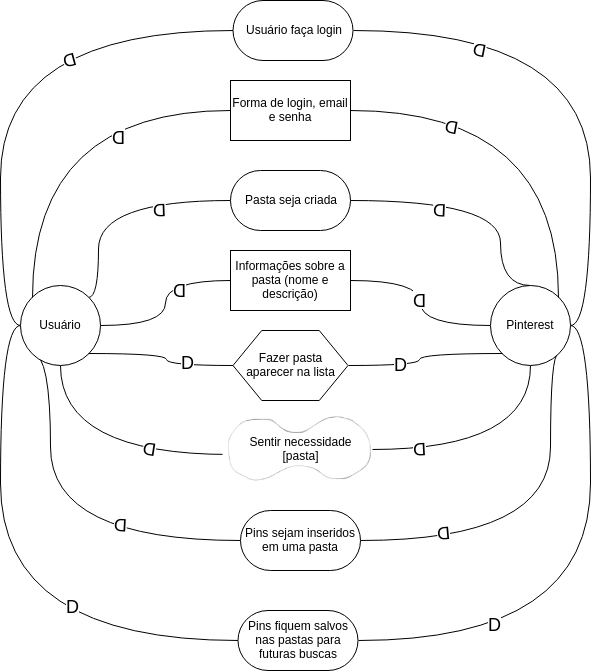 Usuário faça login
D
D
Forma de login, email
e senha
D
D
Pasta seja criada
D
D
Informações sobre a
pasta (nome e
descrição)
D
D
Usuário
Pinterest
Fazer pasta
aparecer na lista
D
D
Sentir necessidade
[pasta]
D
D
Pins sejam inseridos
em uma pasta
D
D
Pins fiquem salvos
nas pastas para
futuras buscas
D
D